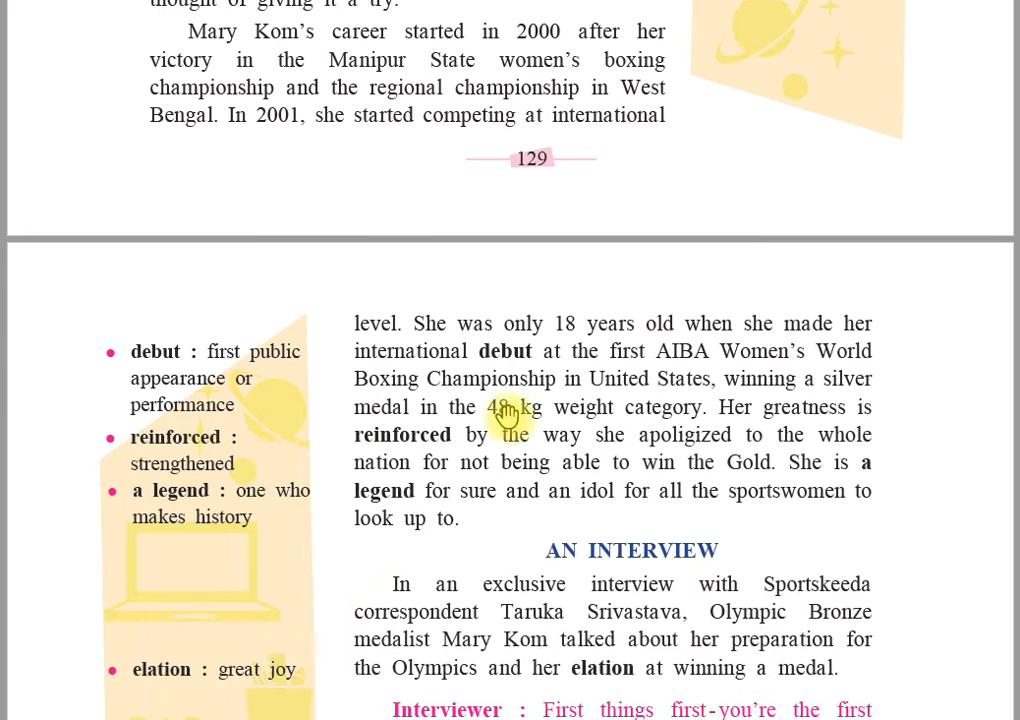 thought of giving it a try.
Mary Kom's career started in 2000 after her
victory in the Manipur State women's boxing
championship and the regional championship in West
Bengal. In 2001, she started competing at international
129
level. She was only 18 years old when she made her
international debut at the first AIBA Women's World
Boxing Championship in United States, winning a silver
medal in the 48 kg weight category. Her greatness is
reinforced by the way she apoligized to the whole
nation for not being able to win the Gold. She is a
legend for sure and an idol for all the sportswomen to
look up to.
• debut : first public
appearance or
performance
• reinforced :
strengthened
• a legend : one who
makes history
AN INTERVIEW
In an exclusive interview with Sportskeeda
correspondent Taruka Srivastava, Olympic Bronze
medalist Mary Kom talked about her preparation for
the Olympics and her elation at winning a medal.
• elation : great joy
Interviewer : First things first-you're the first